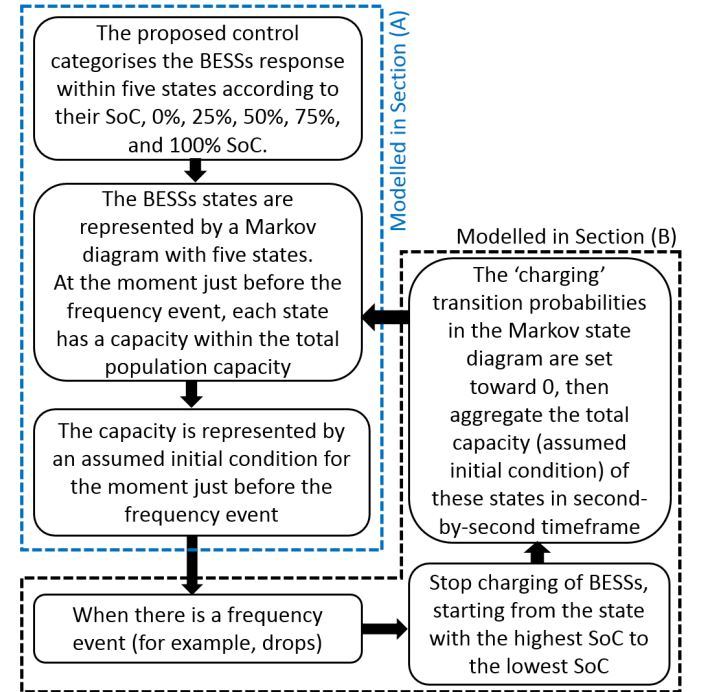 The proposed control
categorises the BESSs response
within five states according to
their SoC, 0%, 25%, 50%, 75%,
and 100% SoC.
Modelled in Section (A)
The BESSs states are
represented by a Markov
diagram with five states.
At the moment just before the
frequency event, each state
has a capacity within the total
population capacity
The capacity is represented by
an assumed initial condition for
the moment just before the
frequency event
When there is a frequency
event (for example, drops)
Modelled in Section (B)
The ‘charging’
transition probabilities
in the Markov state
diagram are set
toward 0, then
aggregate the total
capacity (assumed
initial condition) of
these states in second-
by-second timeframe
Stop charging of BESSs,
starting from the state
with the highest SoC to
the lowest SoC